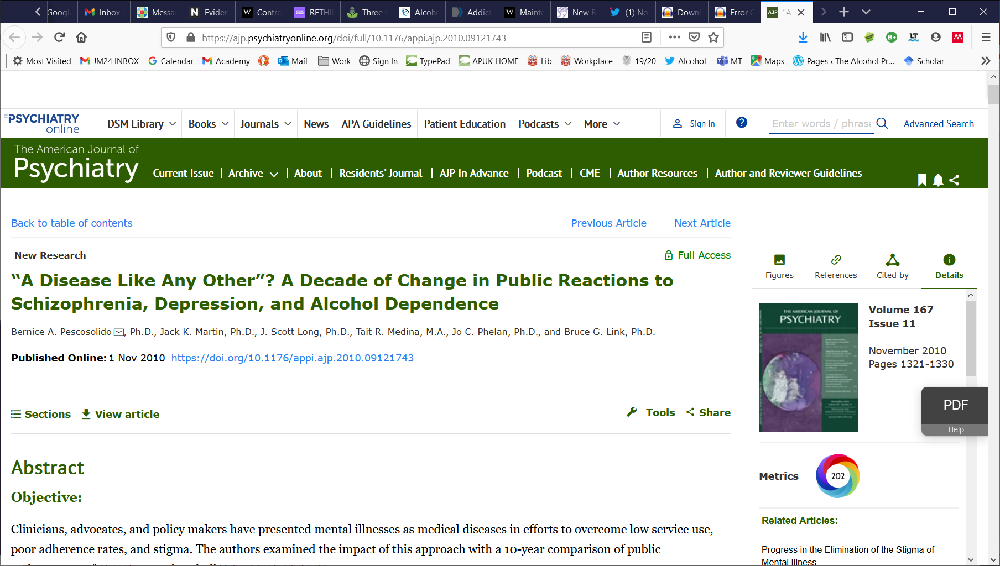 Google
Inbox
Messa
Eviden
Contro
RETHI
Three
Alcoho
Addict
Mainte
New B
(1) No
Down
Error C
AJP "A
https://ajp.psychiatryonline.org/doi/full/10.1176/appi.ajp.2010.09121743
Most Visited JM24 INBOX Calendar Academy Mail Work Sign In TypePad APUK HOME Lib Workplace 19/20 Alcohol MT Maps Pages ‹ The Alcohol Pr... Scholar
PSYCHIATRY
online
DSM Library Books Journals News APA Guidelines Patient Education Podcasts More Sign In Enter words / phrase Advanced Search
The American Journal of
Psychiatry
Current Issue | Archive | About | Residents' Journal | AJP In Advance | Podcast | CME | Author Resources | Author and Reviewer Guidelines
Back to table of contents Previous Article Next Article
New Research Full Access
“A Disease Like Any Other”? A Decade of Change in Public Reactions to
Schizophrenia, Depression, and Alcohol Dependence
Bernice A. Pescosolido, Ph.D., Jack K. Martin, Ph.D., J. Scott Long, Ph.D., Tait R. Medina, M.A., Jo C. Phelan, Ph.D., and Bruce G. Link, Ph.D.
Published Online: 1 Nov 2010 | https://doi.org/10.1176/appi.ajp.2010.09121743
Sections View article Tools Share
Abstract
Objective:
Clinicians, advocates, and policy makers have presented mental illnesses as medical diseases in efforts to overcome low service use,
poor adherence rates, and stigma. The authors examined the impact of this approach with a 10-year comparison of public
Figures References Cited by Details
THE AMERICAN JOURNAL OF
PSYCHIATRY
Volume 167
Issue 11
November 2010
Pages 1321-1330
PDF
Help
Metrics 202
Related Articles:
Progress in the Elimination of the Stigma of
Mental Illness